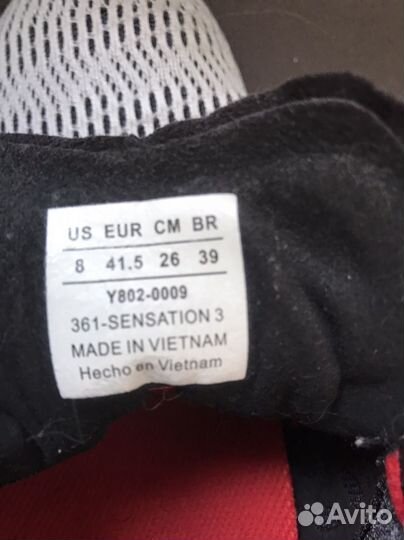 US EUR CM BR
8 41.5 26 39
Y802-0009
361-SENSATION 3
MADE IN VIETNAM
Hecho en Vietnam
Avito